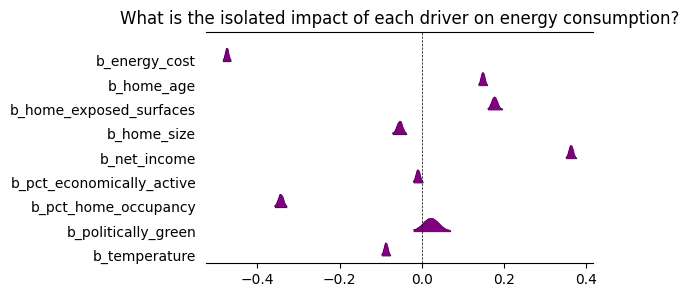 What is the isolated impact of each driver on energy consumption?
b_energy_cost
b_home_age
b_home_exposed_surfaces
b_home_size
b_net_income
b_pct_economically_active
b_pct_home_occupancy
b_politically_green
b_temperature
−0.4 −0.2 0.0 0.2 0.4